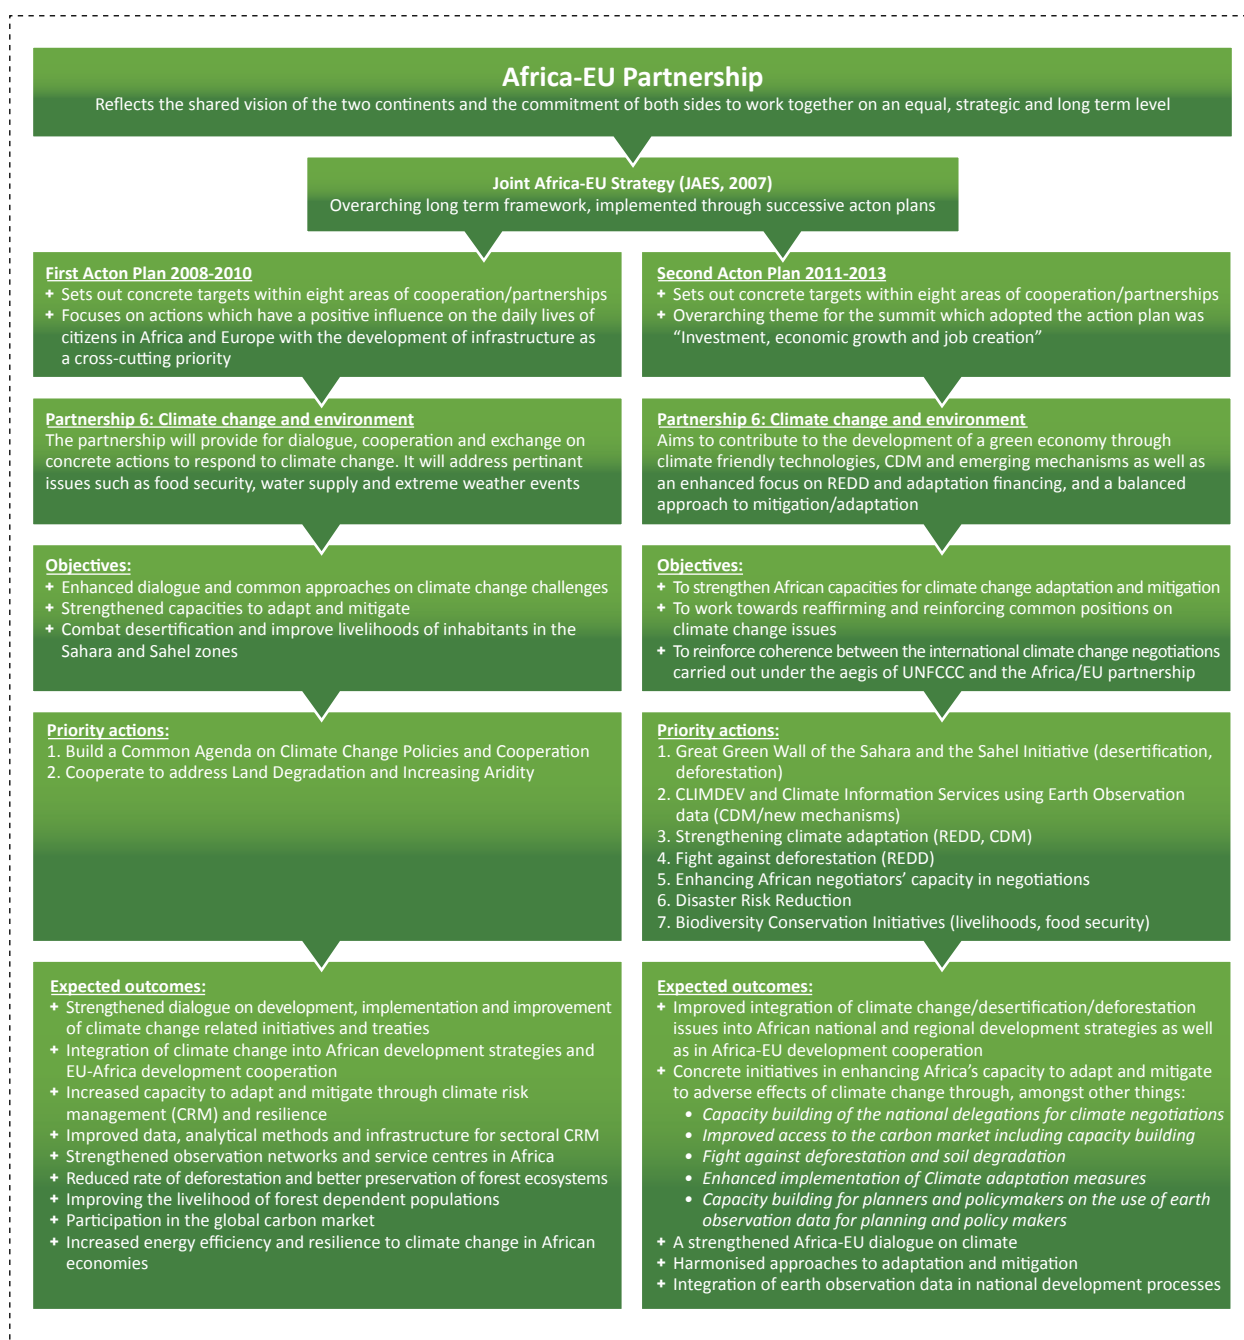 Africa-EU Partnership
Reflects the shared vision of the two continents and the commitment of both sides to work together on an equal, strategic and long term level
Joint Africa-EU Strategy (JAES, 2007)
Overarching long term framework, implemented through successive acton plans
First Acton Plan 2008-2010
+ Sets out concrete targets within eight areas of cooperation/partnerships
+ Focuses on actions which have a positive influence on the daily lives of
citizens in Africa and Europe with the development of infrastructure as
a cross-cutting priority
Partnership 6: Climate change and environment
The partnership will provide for dialogue, cooperation and exchange on
concrete actions to respond to climate change. It will address pertinant
issues such as food security, water supply and extreme weather events
Objectives:
+ Enhanced dialogue and common approaches on climate change challenges
+ Strengthened capacities to adapt and mitigate
+ Combat desertification and improve livelihoods of inhabitants in the
Sahara and Sahel zones
Priority actions:
1. Build a Common Agenda on Climate Change Policies and Cooperation
2. Cooperate to address Land Degradation and Increasing Aridity
Expected outcomes:
+ Strengthened dialogue on development, implementation and improvement
of climate change related initiatives and treaties
+ Integration of climate change into African development strategies and
EU-Africa development cooperation
+ Increased capacity to adapt and mitigate through climate risk
management (CRM) and resilience
+ Improved data, analytical methods and infrastructure for sectoral CRM
+ Strengthened observation networks and service centres in Africa
+ Reduced rate of deforestation and better preservation of forest ecosystems
+ Improving the livelihood of forest dependent populations
+ Participation in the global carbon market
+ Increased energy efficiency and resilience to climate change in African
economies
Second Acton Plan 2011-2013
+ Sets out concrete targets within eight areas of cooperation/partnerships
+ Overarching theme for the summit which adopted the action plan was
“Investment, economic growth and job creation”
Partnership 6: Climate change and environment
Aims to contribute to the development of a green economy through
climate friendly technologies, CDM and emerging mechanisms as well as
an enhanced focus on REDD and adaptation financing, and a balanced
approach to mitigation/adaptation
Objectives:
+ To strengthen African capacities for climate change adaptation and mitigation
+ To work towards reaffirming and reinforcing common positions on
climate change issues
+ To reinforce coherence between the international climate change negotiations
carried out under the aegis of UNFCCC and the Africa/EU partnership
Priority actions:
1. Great Green Wall of the Sahara and the Sahel Initiative (desertification,
deforestation)
2. CLIMDEV and Climate Information Services using Earth Observation
data (CDM/new mechanisms)
3. Strengthening climate adaptation (REDD, CDM)
4. Fight against deforestation (REDD)
5. Enhancing African negotiators’ capacity in negotiations
6. Disaster Risk Reduction
7. Biodiversity Conservation Initiatives (livelihoods, food security)
Expected outcomes:
+ Improved integration of climate change/desertification/deforestation
issues into African national and regional development strategies as well
as in Africa-EU development cooperation
+ Concrete initiatives in enhancing Africa’s capacity to adapt and mitigate
to adverse effects of climate change through, amongst other things:
• Capacity building of the national delegations for climate negotiations
• Improved access to the carbon market including capacity building
• Fight against deforestation and soil degradation
• Enhanced implementation of Climate adaptation measures
• Capacity building for planners and policymakers on the use of earth
observation data for planning and policy makers
+ A strengthened Africa-EU dialogue on climate
+ Harmonised approaches to adaptation and mitigation
+ Integration of earth observation data in national development processes